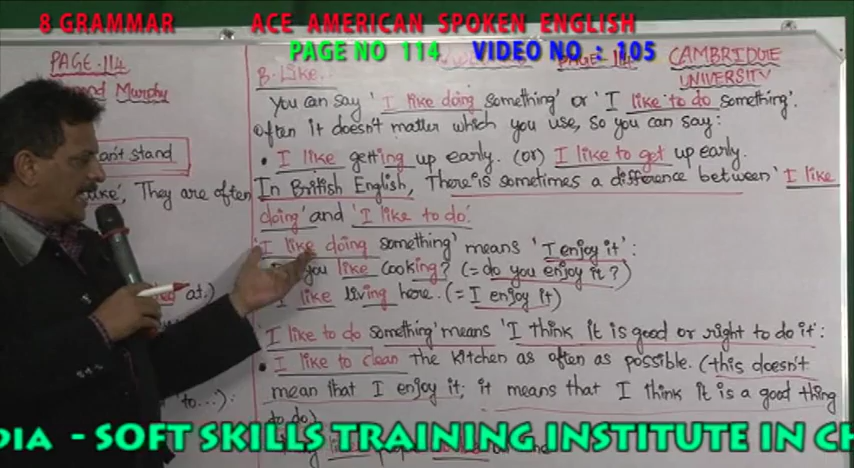 8 GRAMMAR ACE AMERICAN SPOKEN ENGLISH
PAGE NO 114 VIDEO NO : 105
PAGE-114
Murphy
can't stand
They are often
at.)
'to...'):
PAGE 114 CAMBRIDGE
UNIVERSITY
B. Like.
You can say 'I like doing something' or 'I like to do something'.
Often it doesn't matter which you use, so you can say:
• I like getting up early. (or) I like to get up early.
In British English, There is sometimes a difference between 'I like
doing' and 'I like to do'.
'I like doing something' means 'I enjoy it':
you like cooking? (= do you enjoy it?)
I like living here. (= I enjoy it)
'I like to do something' means 'I think it is good or right to do it':
• I like to clean the kitchen as often as possible. (this doesn't
mean that I enjoy it; it means that I think it is a good thing
to do)
DIA - SOFT SKILLS TRAINING INSTITUTE IN CH